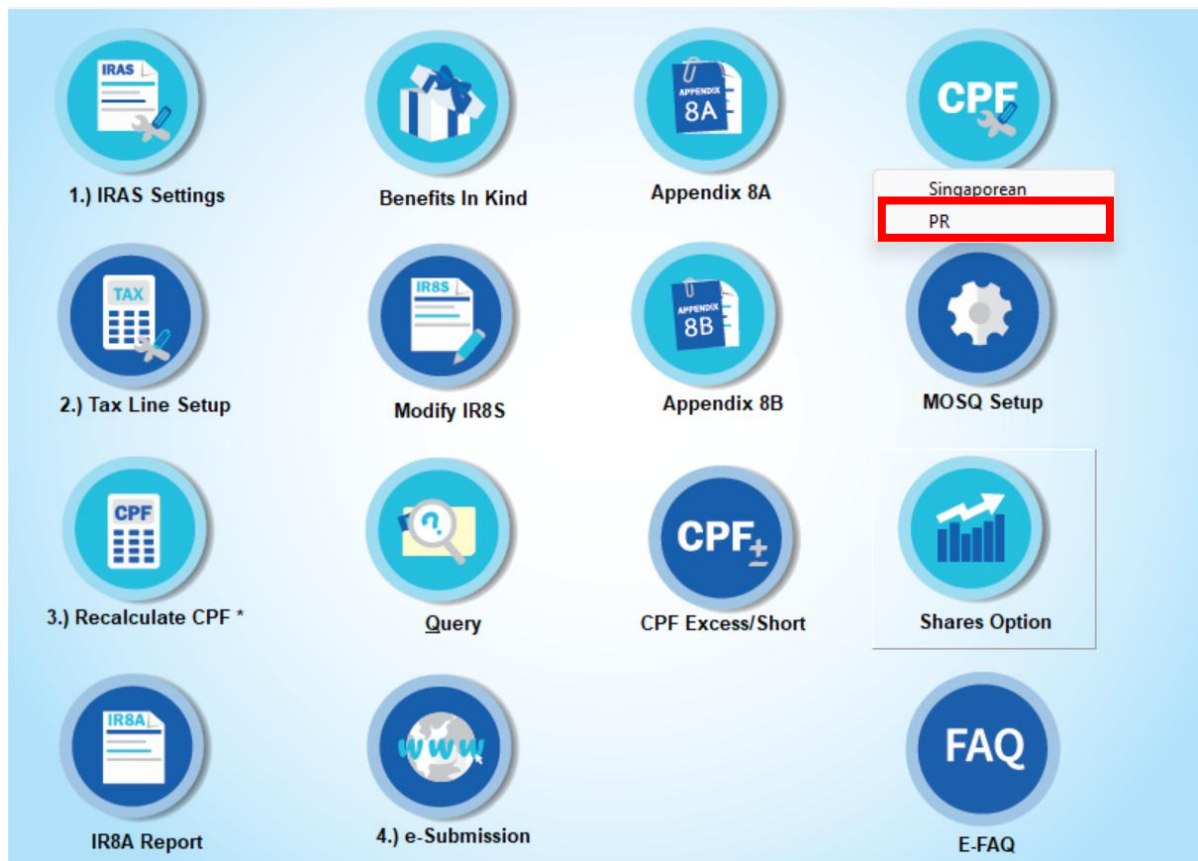 IRAS
APPENDIX
8A
CPF
1.) IRAS Settings
Benefits In Kind
Appendix 8A
Singaporean
PR
TAX
IR8S
APPENDIX
8B
2.) Tax Line Setup
Modify IR8S
Appendix 8B
MOSQ Setup
CPF
?
CPF±
3.) Recalculate CPF *
Query
CPF Excess/Short
Shares Option
IR8A
www
FAQ
IR8A Report
4.) e-Submission
E-FAQ